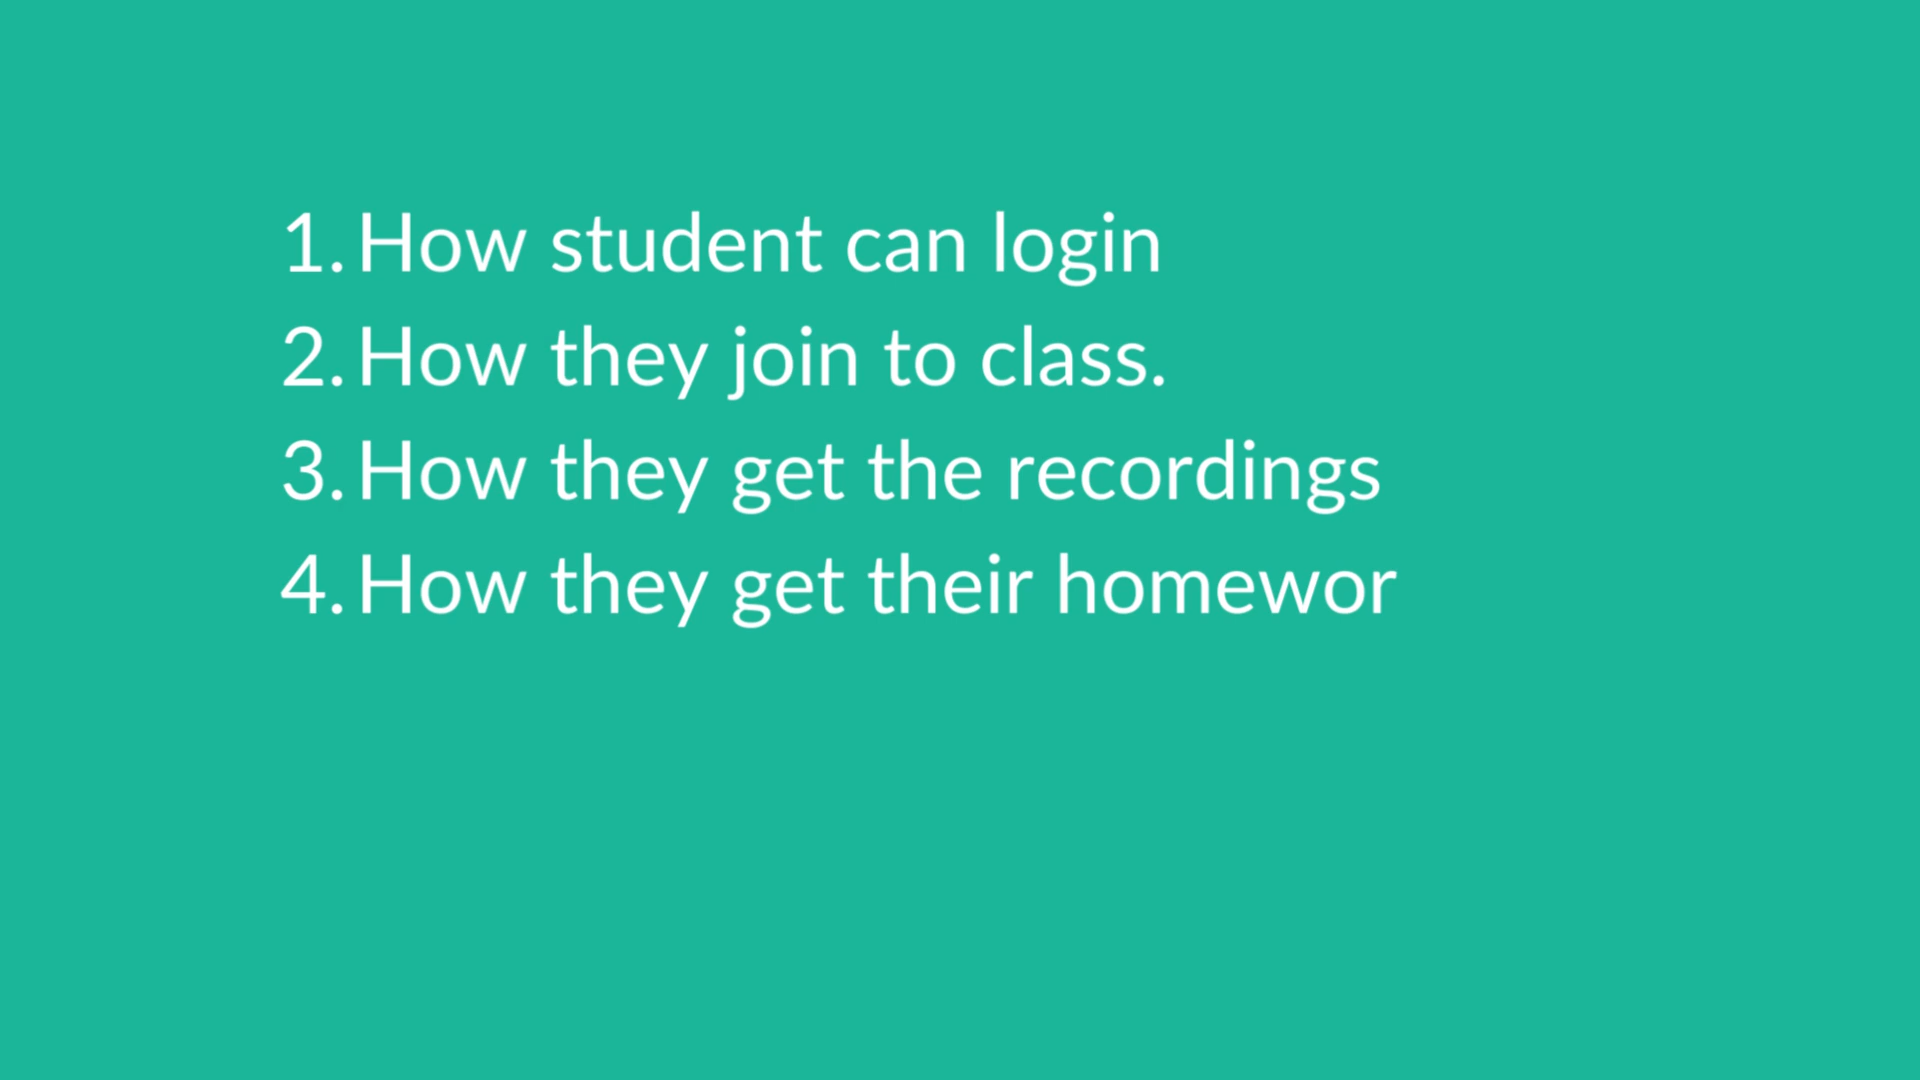 1. How student can login
2. How they join to class.
3. How they get the recordings
4. How they get their homewor